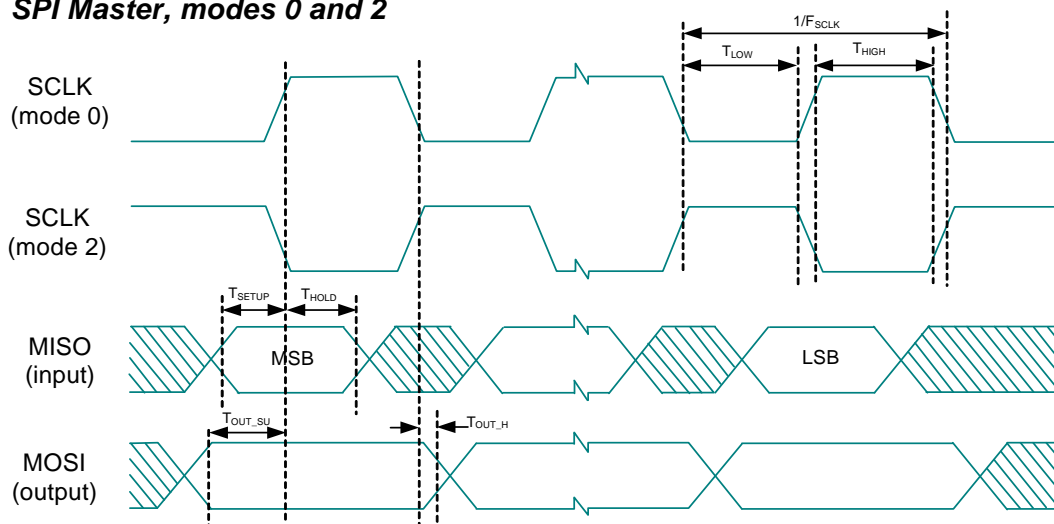 SPI Master, modes 0 and 2
1/FSCLK
TLOW
THIGH
SCLK
(mode 0)
SCLK
(mode 2)
TSETUP
THOLD
MISO
(input)
MSB
LSB
TOUT_SU
TOUT_H
MOSI
(output)